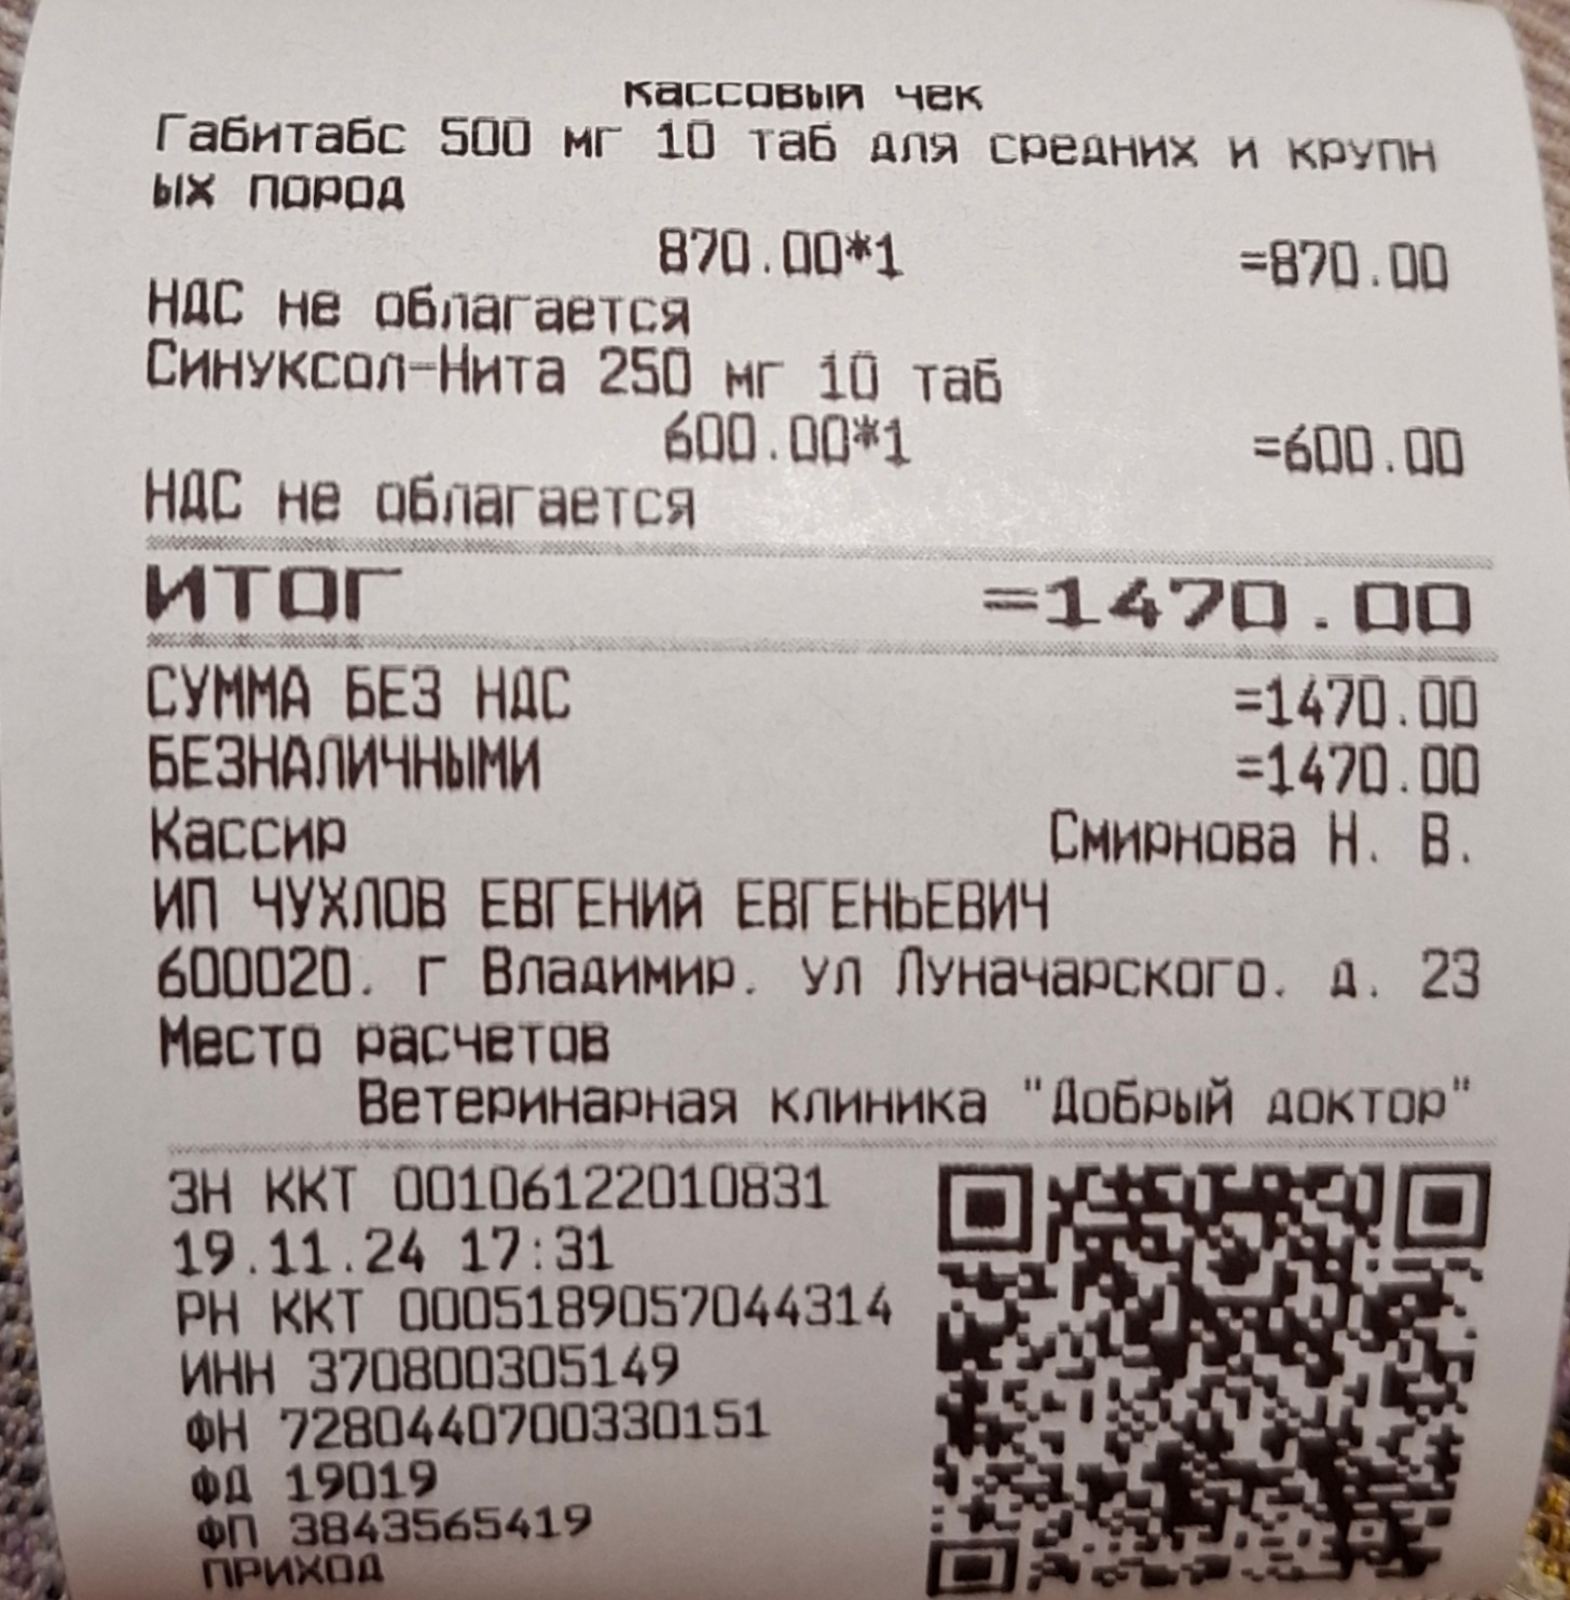 кассовый чек
Габитабс 500 мг 10 таб для средних и крупн
ых пород
870.00*1 =870.00
НДС не облагается
Синуксол-Нита 250 мг 10 таб
600.00*1 =600.00
НДС не облагается
ИТОГ =1470.00
СУММА БЕЗ НДС =1470.00
БЕЗНАЛИЧНЫМИ =1470.00
Кассир Смирнова Н. В.
ИП ЧУХЛОВ ЕВГЕНИЙ ЕВГЕНЬЕВИЧ
600020. г Владимир. ул Луначарского. д. 23
Место расчетов
Ветеринарная клиника "Добрый доктор"
ЗН ККТ 00106122010831
19.11.24 17:31
РН ККТ 0005189057044314
ИНН 370800305149
ФН 7280440700330151
ФД 19019
ФП 3843565419
ПРИХОД